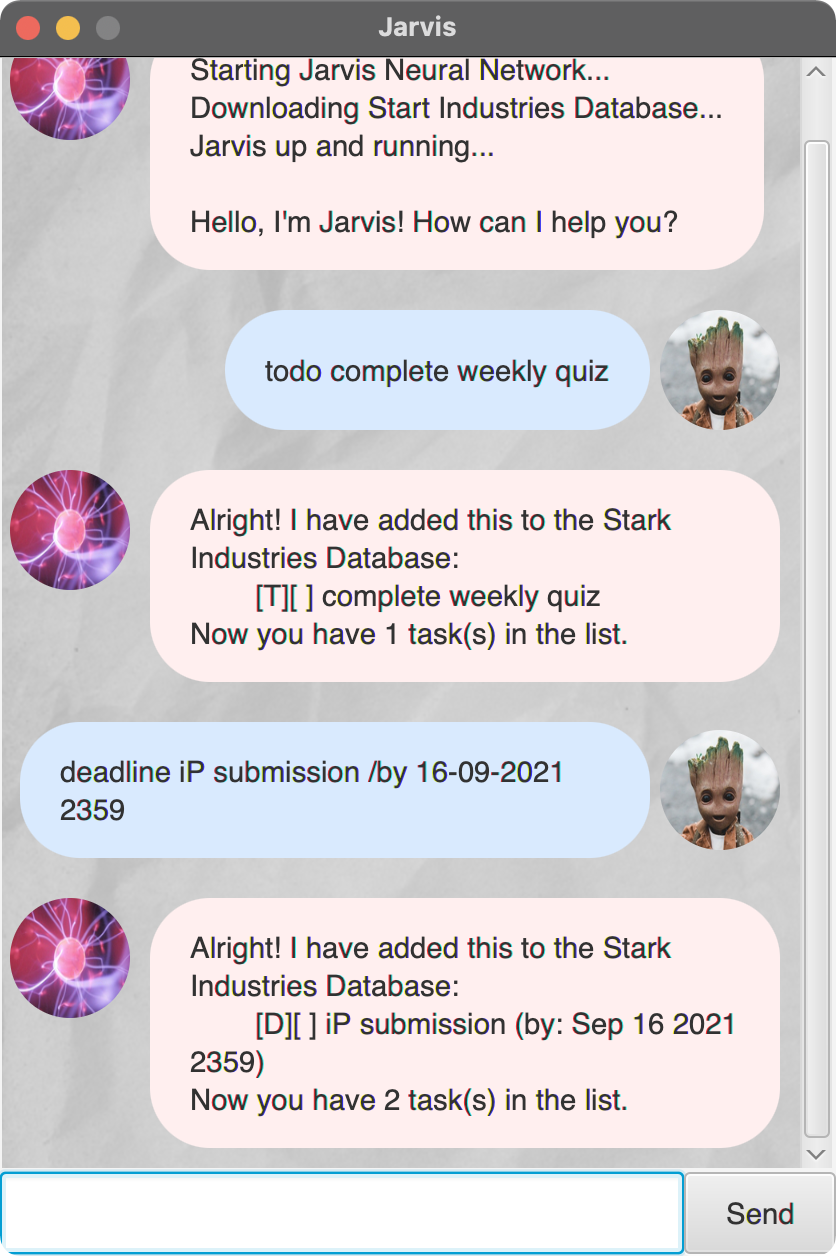 Jarvis
Starting Jarvis Neural Network...
Downloading Start Industries Database...
Jarvis up and running...
Hello, I'm Jarvis! How can I help you?
todo complete weekly quiz
Alright! I have added this to the Stark
Industries Database:
[T][ ] complete weekly quiz
Now you have 1 task(s) in the list.
deadline iP submission /by 16-09-2021
2359
Alright! I have added this to the Stark
Industries Database:
[D][ ] iP submission (by: Sep 16 2021
2359)
Now you have 2 task(s) in the list.
Send